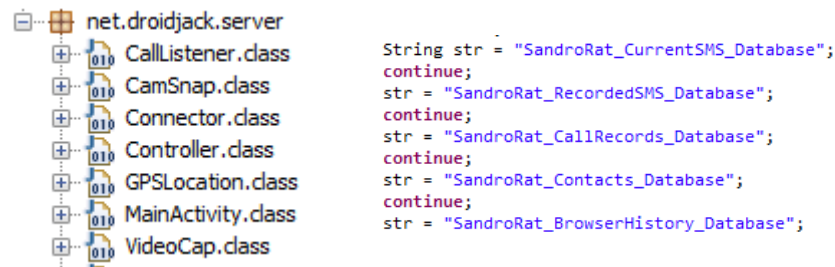 net.droidjack.server
CallListener.class
CamSnap.class
Connector.class
Controller.class
GPSLocation.class
MainActivity.class
VideoCap.class
String str = "SandroRat_CurrentSMS_Database";
continue;
str = "SandroRat_RecordedSMS_Database";
continue;
str = "SandroRat_CallRecords_Database";
continue;
str = "SandroRat_Contacts_Database";
continue;
str = "SandroRat_BrowserHistory_Database";